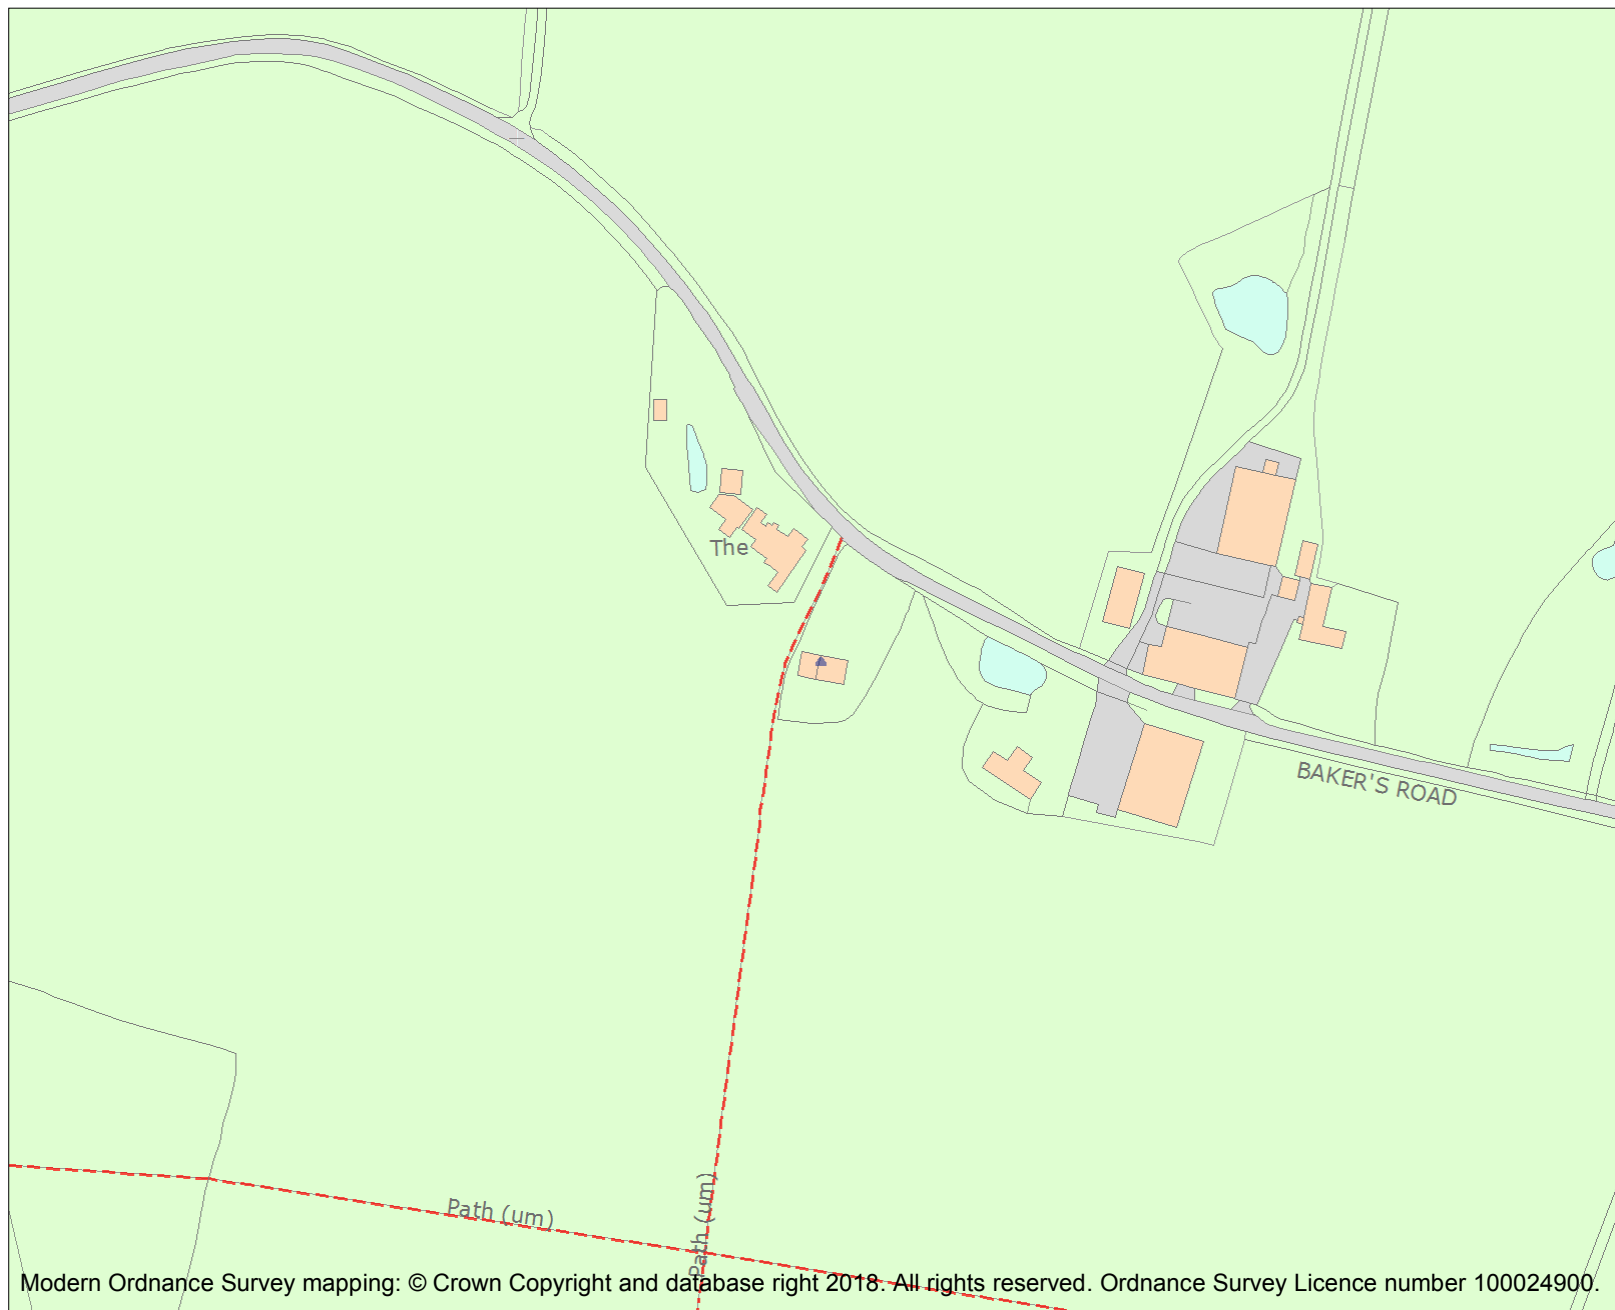 The
BAKER'S ROAD
Path (um)
Path (um)
Modern Ordnance Survey mapping: © Crown Copyright and database right 2018. All rights reserved. Ordnance Survey Licence number 100024900.